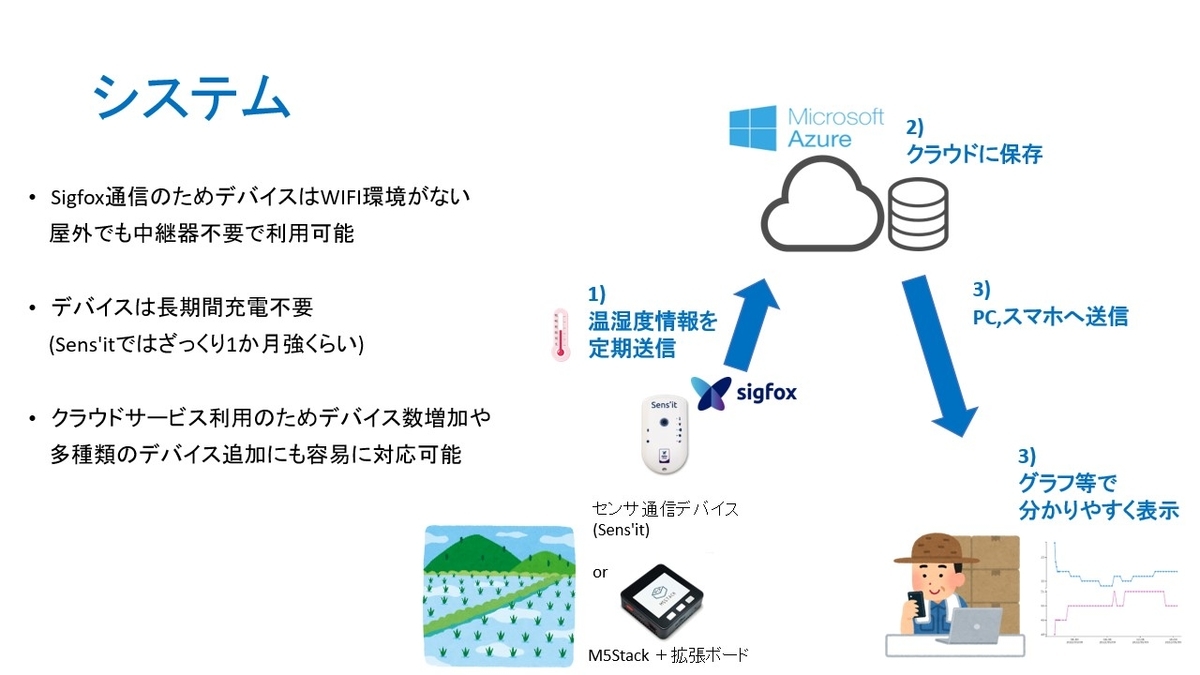 システム
• Sigfox通信のためデバイスはWIFI環境がない
屋外でも中継器不要で利用可能
• デバイスは長期間充電不要
(Sens'itではざっくり1か月強くらい)
• クラウドサービス利用のためデバイス数増加や
多種類のデバイス追加にも容易に対応可能
Microsoft
Azure
2)
クラウドに保存
1)
温湿度情報を
定期送信
3)
PC,スマホへ送信
sigfox
Sens'it
センサ通信デバイス
(Sens'it)
or
M5STACK
M5Stack ＋拡張ボード
3)
グラフ等で
分かりやすく表示